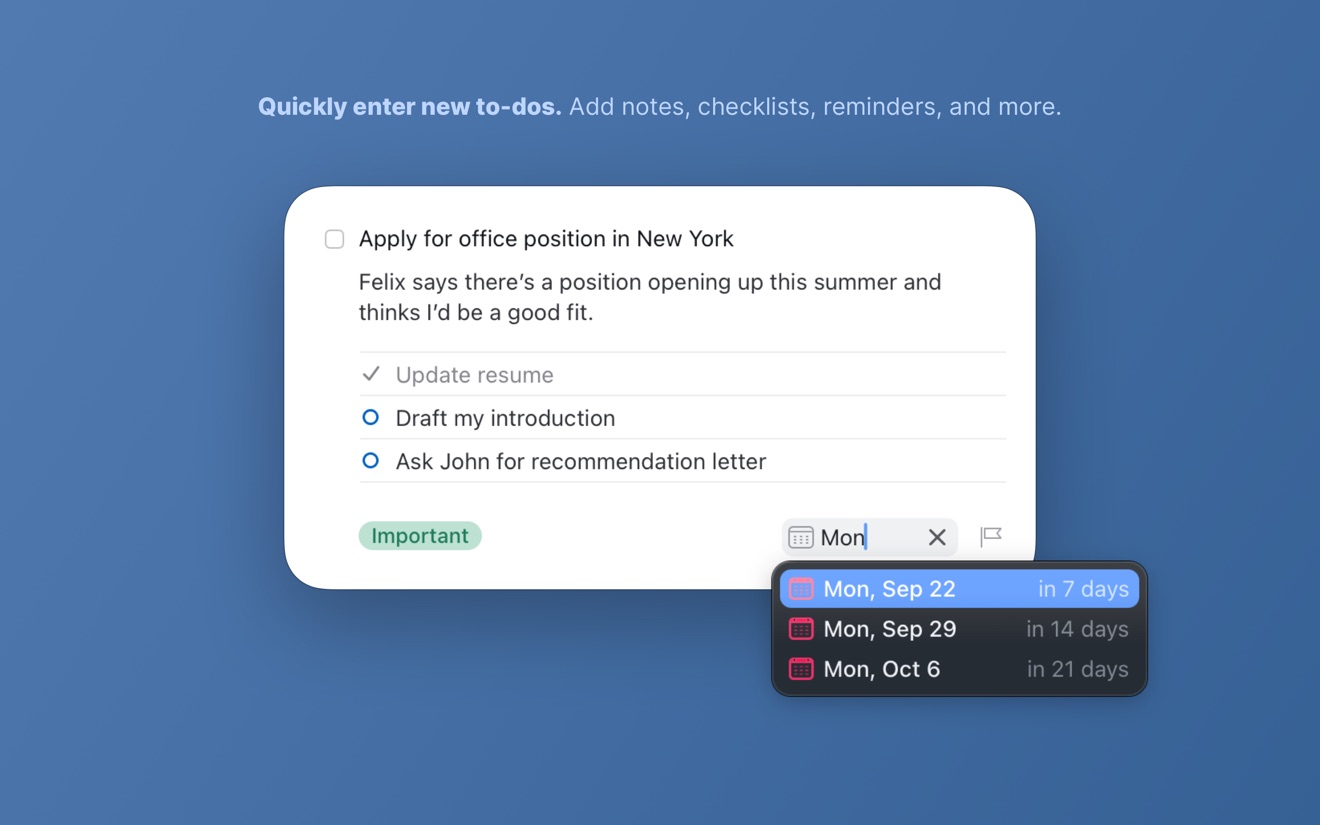 Quickly enter new to-dos. Add notes, checklists, reminders, and more.
Apply for office position in New York
Felix says there’s a position opening up this summer and
thinks I’d be a good fit.
Update resume
Draft my introduction
Ask John for recommendation letter
Important
Mon
Mon, Sep 22 in 7 days
Mon, Sep 29 in 14 days
Mon, Oct 6 in 21 days